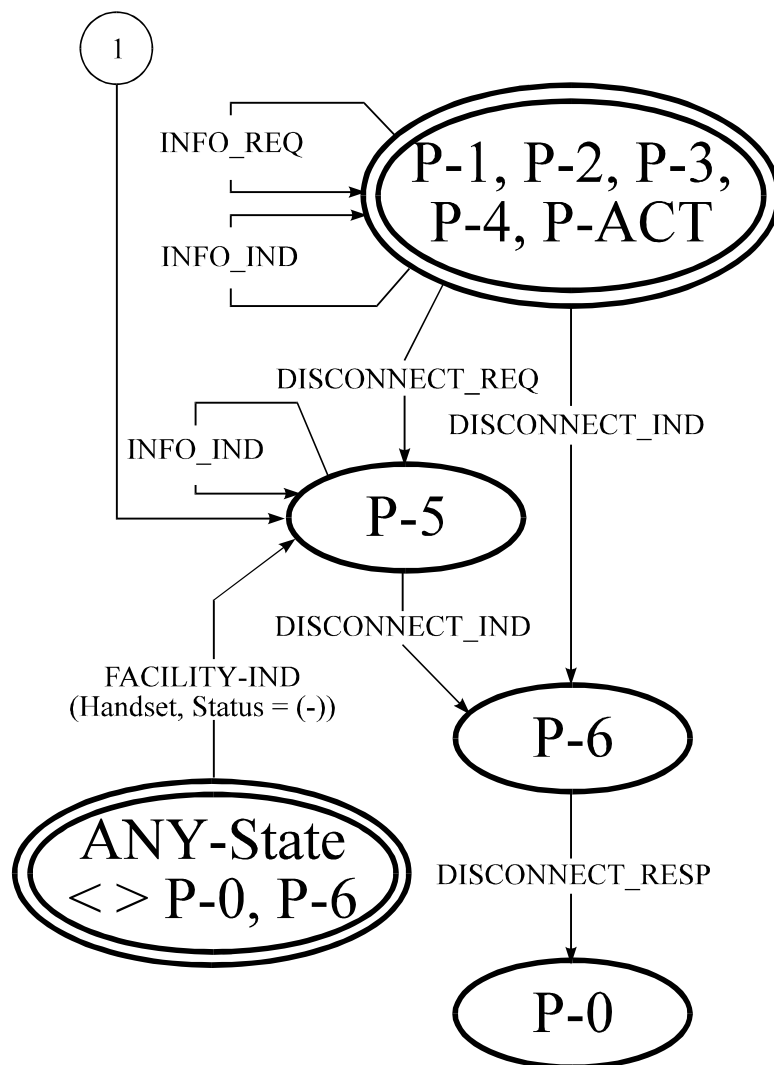 1
INFO_REQ
P-1, P-2, P-3,
P-4, P-ACT
INFO_IND
DISCONNECT_REQ
DISCONNECT_IND
INFO_IND
P-5
DISCONNECT_IND
FACILITY-IND
(Handset, Status = (-))
P-6
ANY-State
< > P-0, P-6
DISCONNECT_RESP
P-0